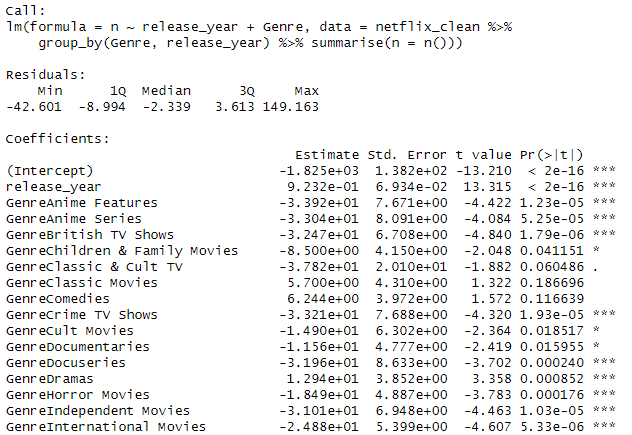 Call:
lm(formula = n ~ release_year + Genre, data = netflix_clean %>%
    group_by(Genre, release_year) %>% summarise(n = n()))
Residuals:
    Min      1Q  Median      3Q     Max
-42.601  -8.994  -2.339   3.613 149.163
Coefficients:
                             Estimate Std. Error t value Pr(>|t|)
(Intercept)                -1.825e+03  1.382e+02 -13.210  < 2e-16 ***
release_year                9.232e-01  6.934e-02  13.315  < 2e-16 ***
GenreAnime Features        -3.392e+01  7.671e+00  -4.422 1.23e-05 ***
GenreAnime Series          -3.304e+01  8.091e+00  -4.084 5.25e-05 ***
GenreBritish TV Shows      -3.247e+01  6.708e+00  -4.840 1.79e-06 ***
GenreChildren & Family Movies -8.500e+00  4.150e+00  -2.048 0.041151 *
GenreClassic & Cult TV     -3.782e+01  2.010e+01  -1.882 0.060486 .
GenreClassic Movies         5.700e+00  4.310e+00   1.322 0.186696
GenreComedies               6.244e+00  3.972e+00   1.572 0.116639
GenreCrime TV Shows        -3.321e+01  7.688e+00  -4.320 1.93e-05 ***
GenreCult Movies           -1.490e+01  6.302e+00  -2.364 0.018517 *
GenreDocumentaries         -1.156e+01  4.777e+00  -2.419 0.015955 *
GenreDocuseries            -3.196e+01  8.633e+00  -3.702 0.000240 ***
GenreDramas                 1.294e+01  3.852e+00   3.358 0.000852 ***
GenreHorror Movies         -1.849e+01  4.887e+00  -3.783 0.000176 ***
GenreIndependent Movies    -3.101e+01  6.948e+00  -4.463 1.03e-05 ***
GenreInternational Movies  -2.488e+01  5.399e+00  -4.607 5.33e-06 ***